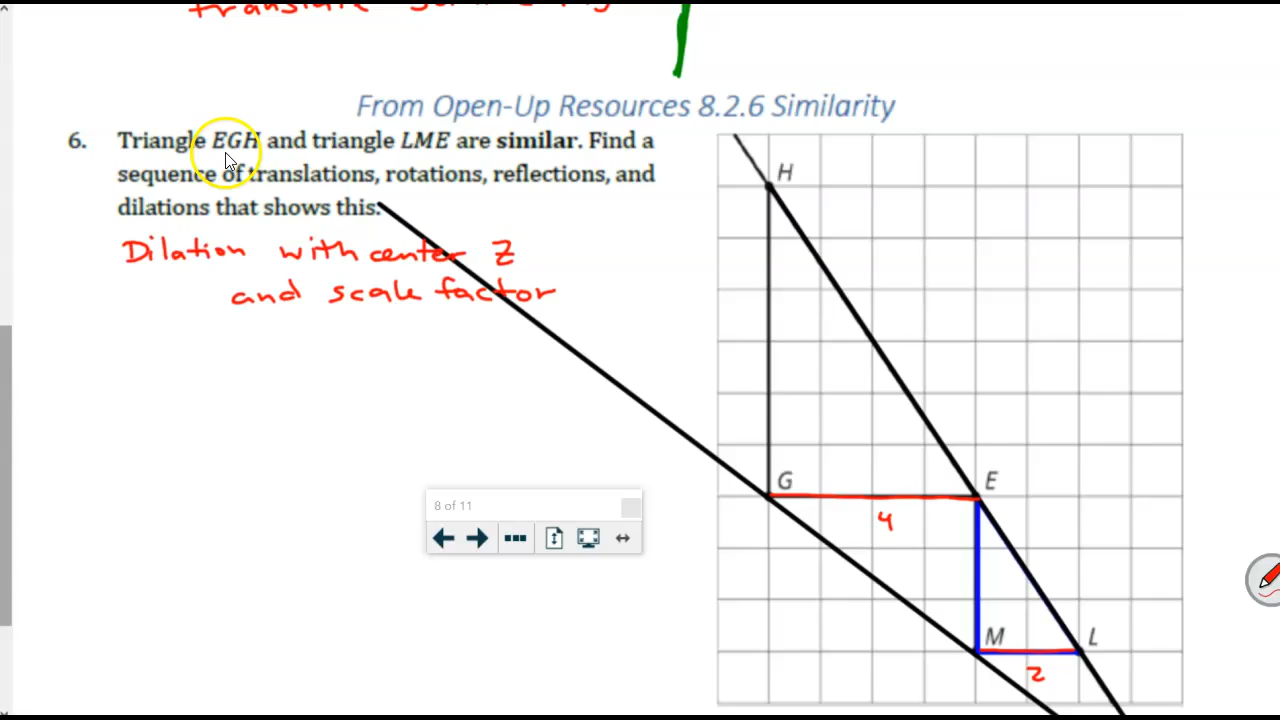 translate
From Open-Up Resources 8.2.6 Similarity
6. Triangle EGH and triangle LME are similar. Find a
sequence of translations, rotations, reflections, and
dilations that shows this.
Dilation with center Z
and scale factor
H
G
E
4
8 of 11
M
L
2